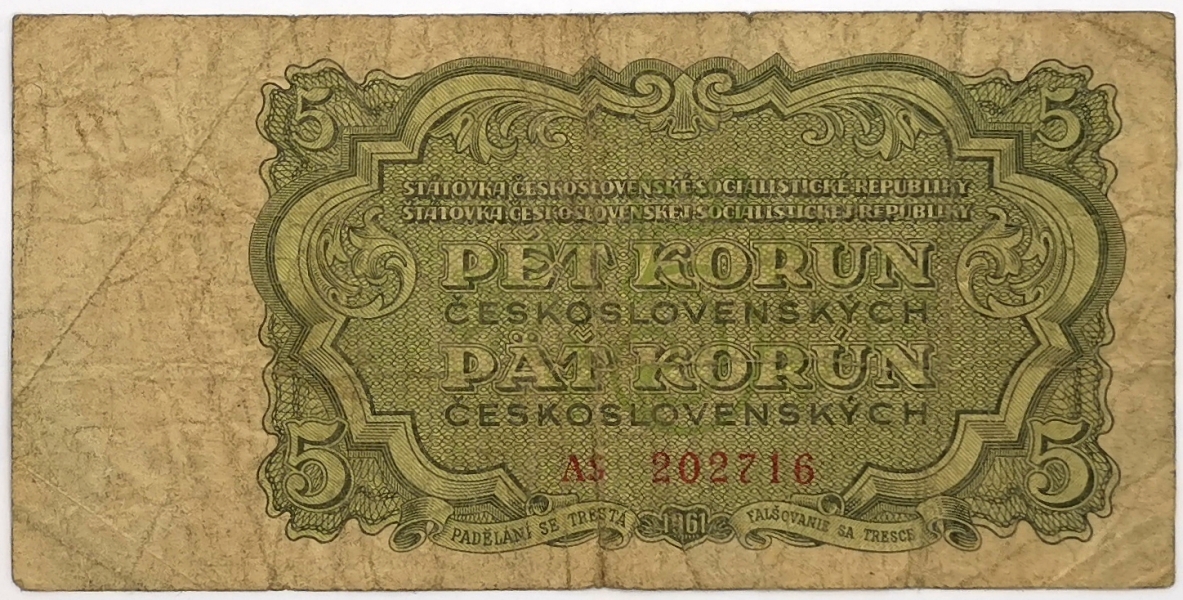 5 5
STÁTOVKA ČESKOSLOVENSKÉ SOCIALISTICKÉ REPUBLIKY
ŠTÁTOVKA ČESKOSLOVENSKEJ SOCIALISTICKEJ REPUBLIKY
PĚT KORUN
ČESKOSLOVENSKÝCH
PÄŤ KORÚN
ČESKOSLOVENSKÝCH
5 5
AS 202716
PADĚLÁNÍ SE TRESTÁ 1961 FALŠOVANIE SA TRESCE